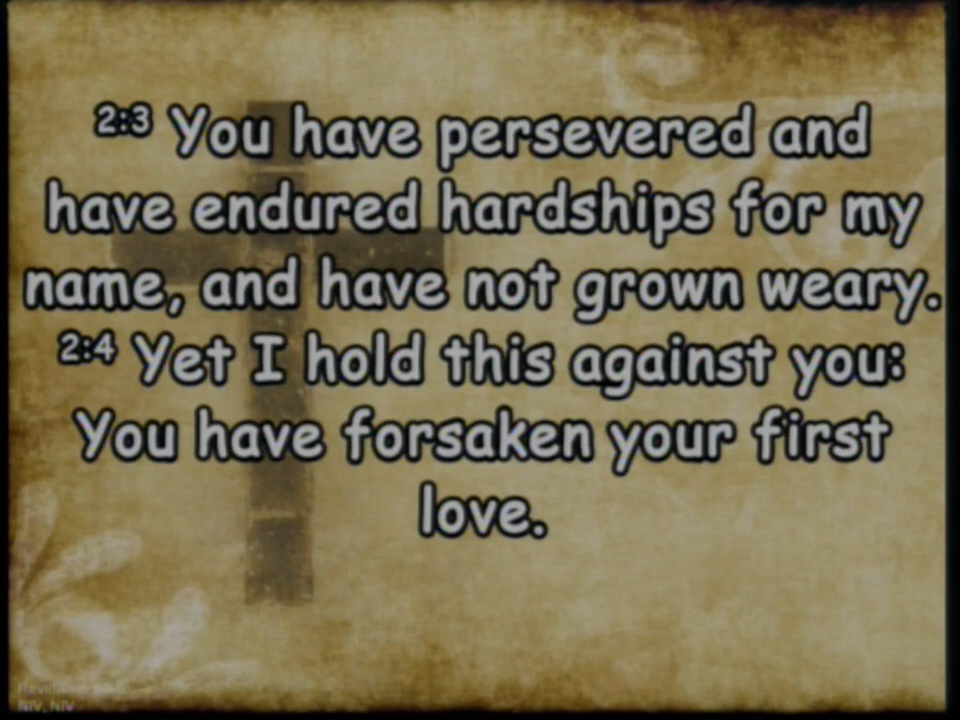 2:3 You have persevered and
have endured hardships for my
name, and have not grown weary.
2:4 Yet I hold this against you:
You have forsaken your first
love.
NIV, NIV